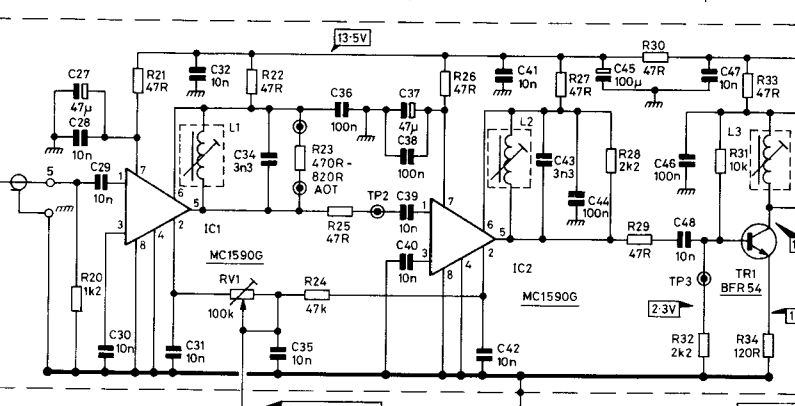 13·5V
R30
47R
C27
47µ
C28
10n
R21
47R
C32
10n
R22
47R
C36
100n
C37
47µ
C38
100n
R26
47R
C41
10n
R27
47R
C45
100µ
C47
10n
R33
47R
L1
C34
3n3
R23
470R-
820R
AOT
L2
C43
3n3
R28
2k2
C44
100n
C46
100n
R31
10k
L3
5
C29
10n
1
7
6
5
3
8
4
2
IC1
MC1590G
R25
47R
TP2
C39
10n
C40
10n
1
7
6
5
3
8
4
2
IC2
MC1590G
R29
47R
C48
10n
TP3
TR1
BFR54
2·3V
1
1
R20
1k2
C30
10n
C31
10n
RV1
100k
R24
47k
C35
10n
C42
10n
R32
2k2
R34
120R